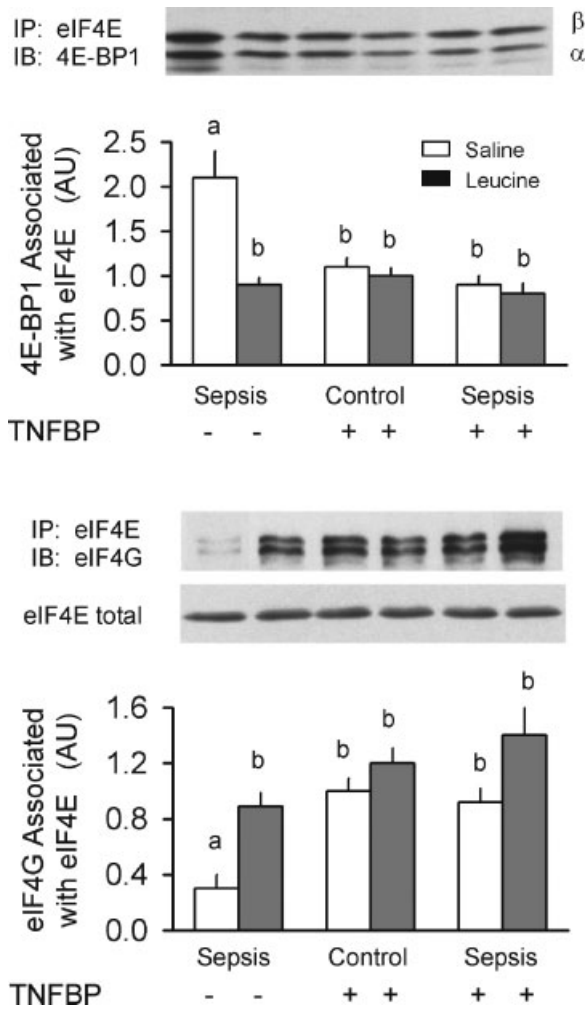 IP: eIF4E
IB: 4E-BP1
β
α
4E-BP1 Associated
with eIF4E (AU)
2.5
2.0
1.5
1.0
0.5
0.0
a
b
b
b
b
b
Saline
Leucine
Sepsis
Control
Sepsis
TNFBP - - + + + +
IP: eIF4E
IB: eIF4G
eIF4E total
eIF4G Associated
with eIF4E (AU)
1.6
1.2
0.8
0.4
0.0
a
b
b
b
b
b
Sepsis
Control
Sepsis
TNFBP - - + + + +